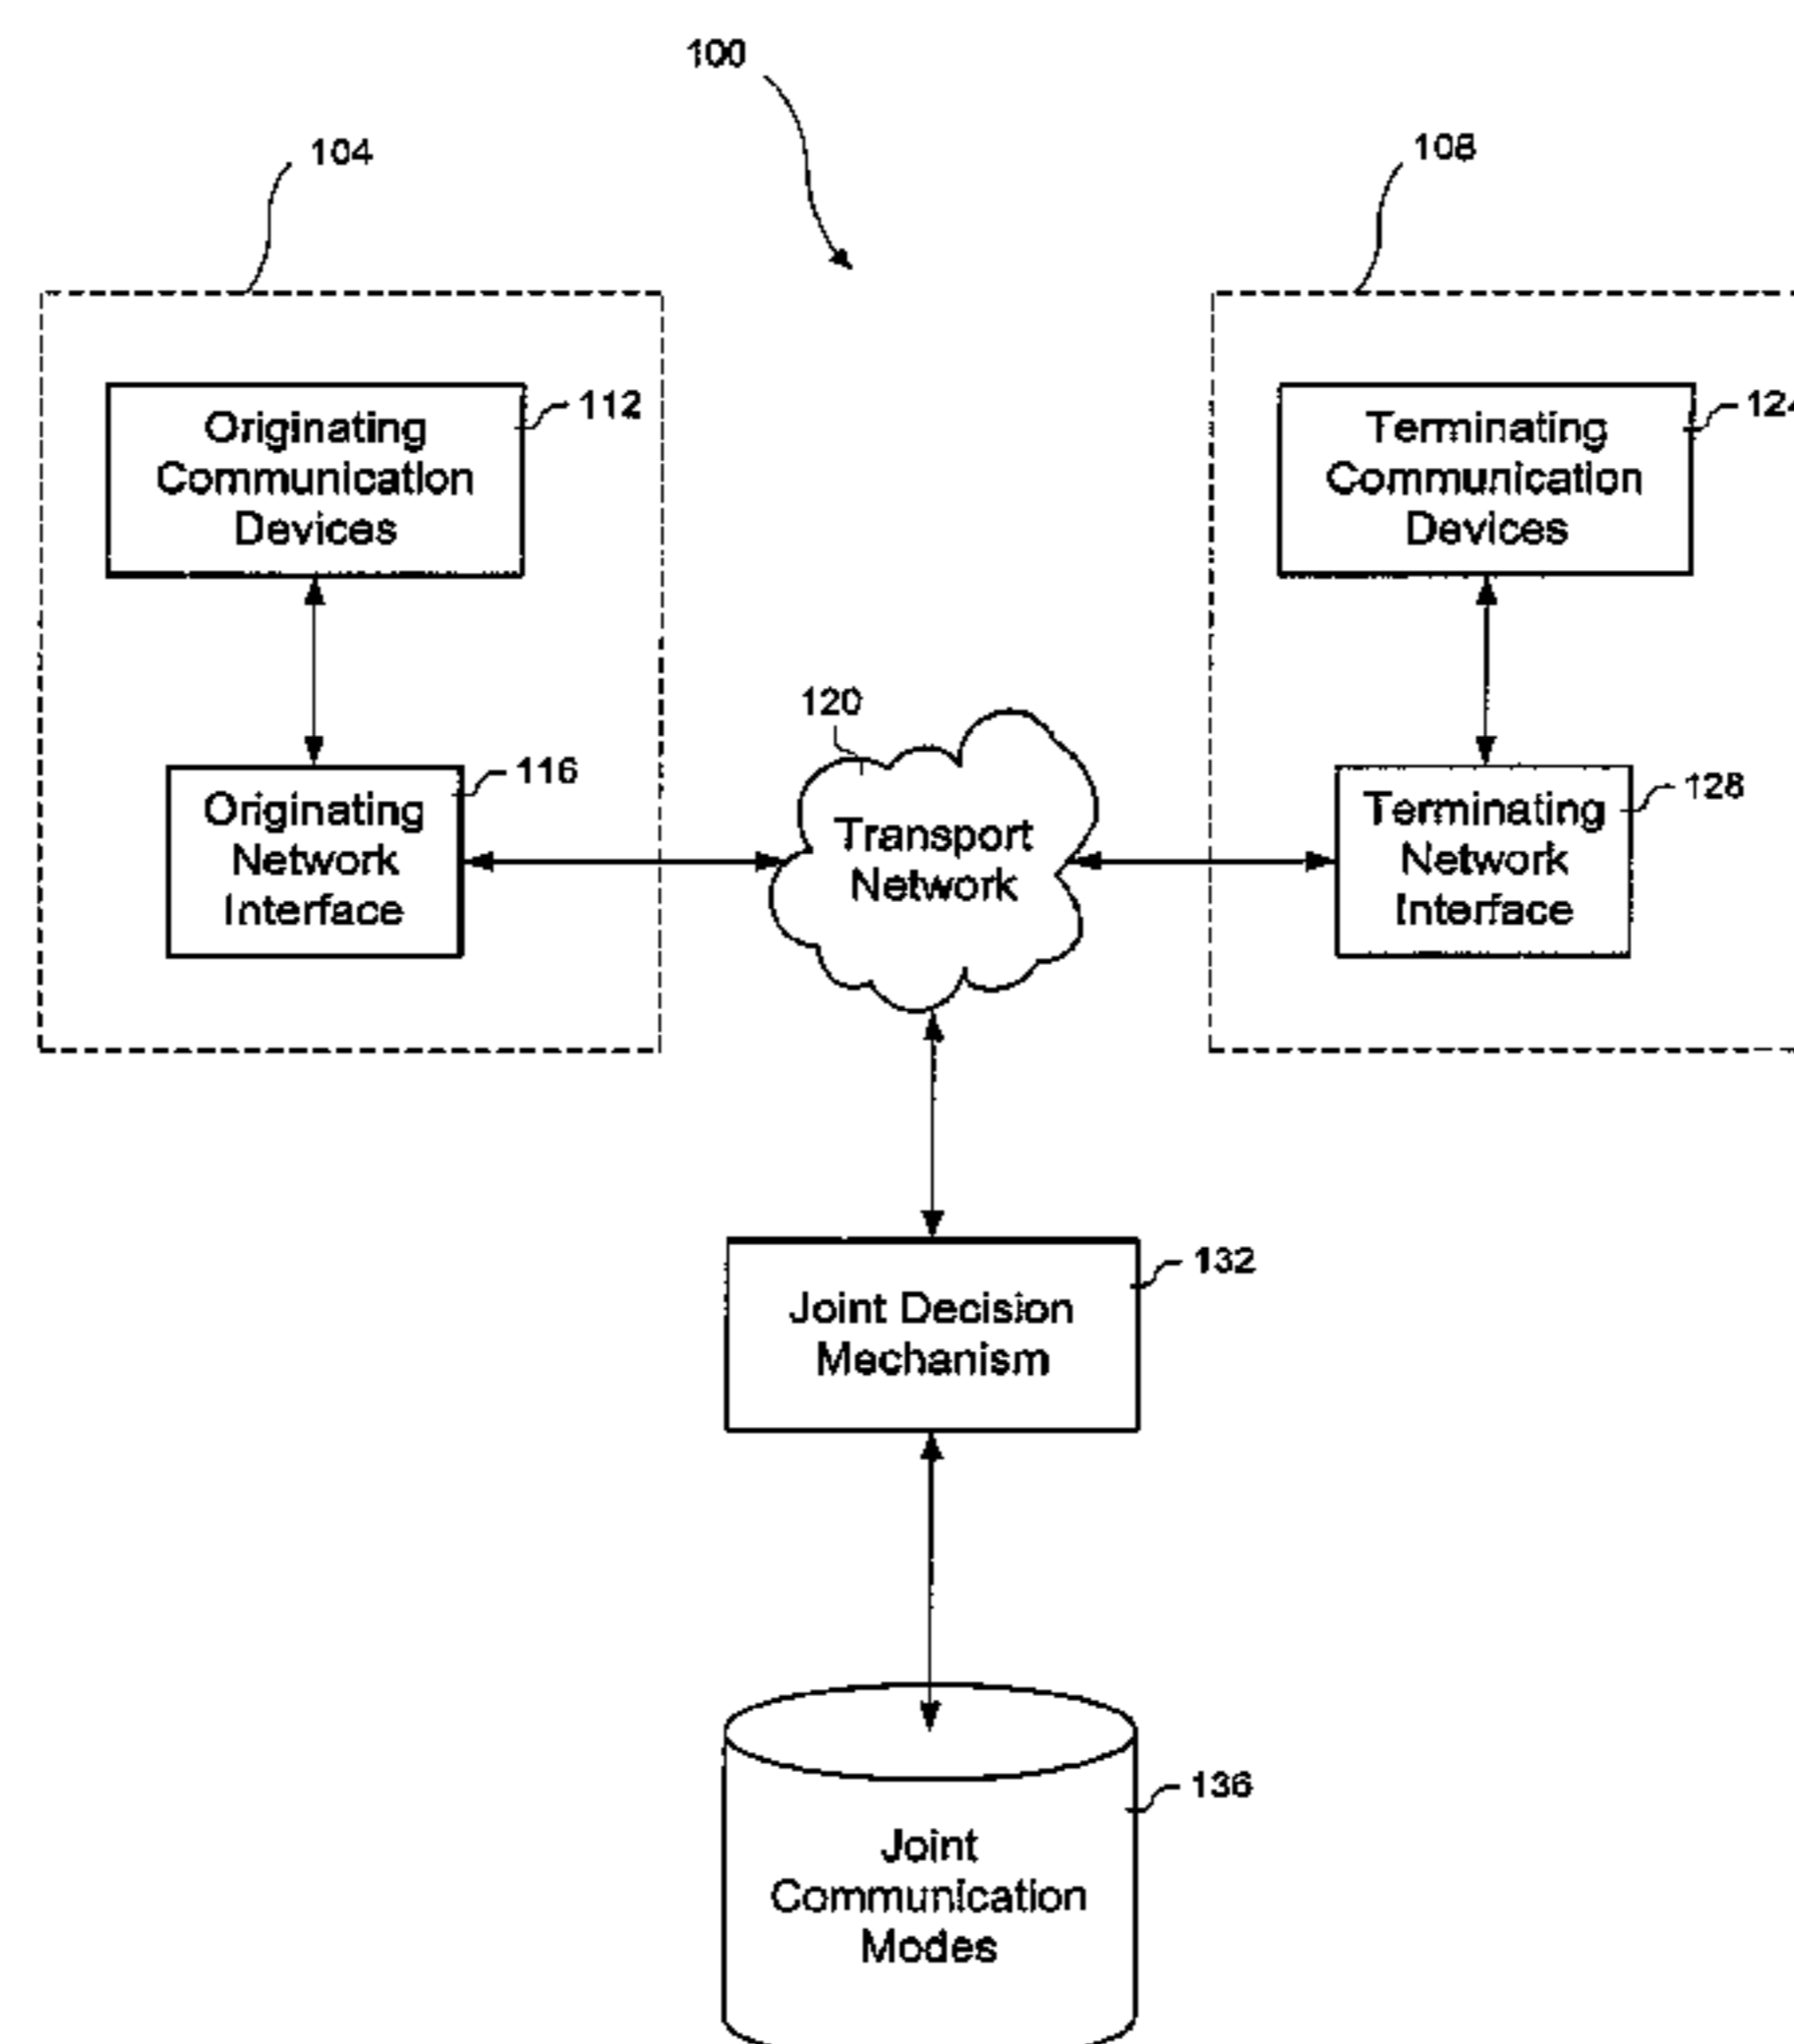 100
104
108
Originating
Communication
Devices
112
Terminating
Communication
Devices
124
120
Originating
Network
Interface
116
Transport
Network
Terminating
Network
Interface
128
Joint Decision
Mechanism
132
Joint
Communication
Modes
136